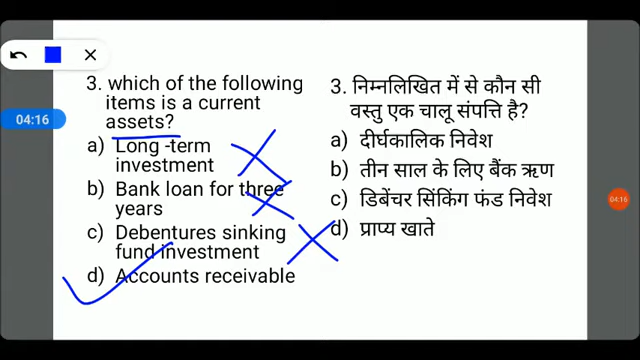 3. which of the following
items is a current
assets?
a) Long -term
investment
b) Bank loan for three
years
c) Debentures sinking
fund investment
d) Accounts receivable
3. निम्नलिखित में से कौन सी
वस्तु एक चालू संपत्ति है?
a) दीर्घकालिक निवेश
b) तीन साल के लिए बैंक ऋण
c) डिबेंचर सिंकिंग फंड निवेश
d) प्राप्य खाते
04:16
04:16